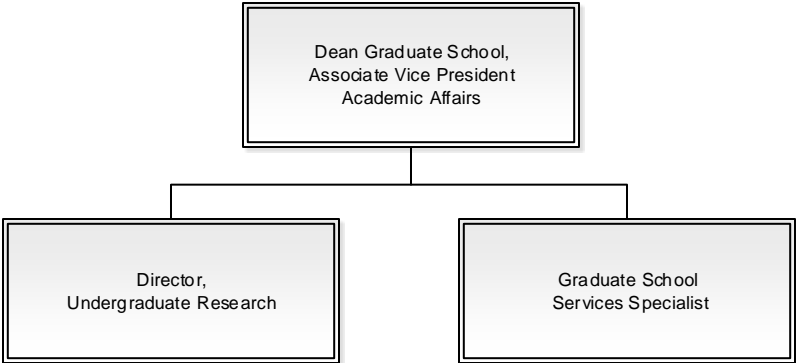 Dean Graduate School,
Associate Vice President
Academic Affairs
Director,
Undergraduate Research
Graduate School
Services Specialist